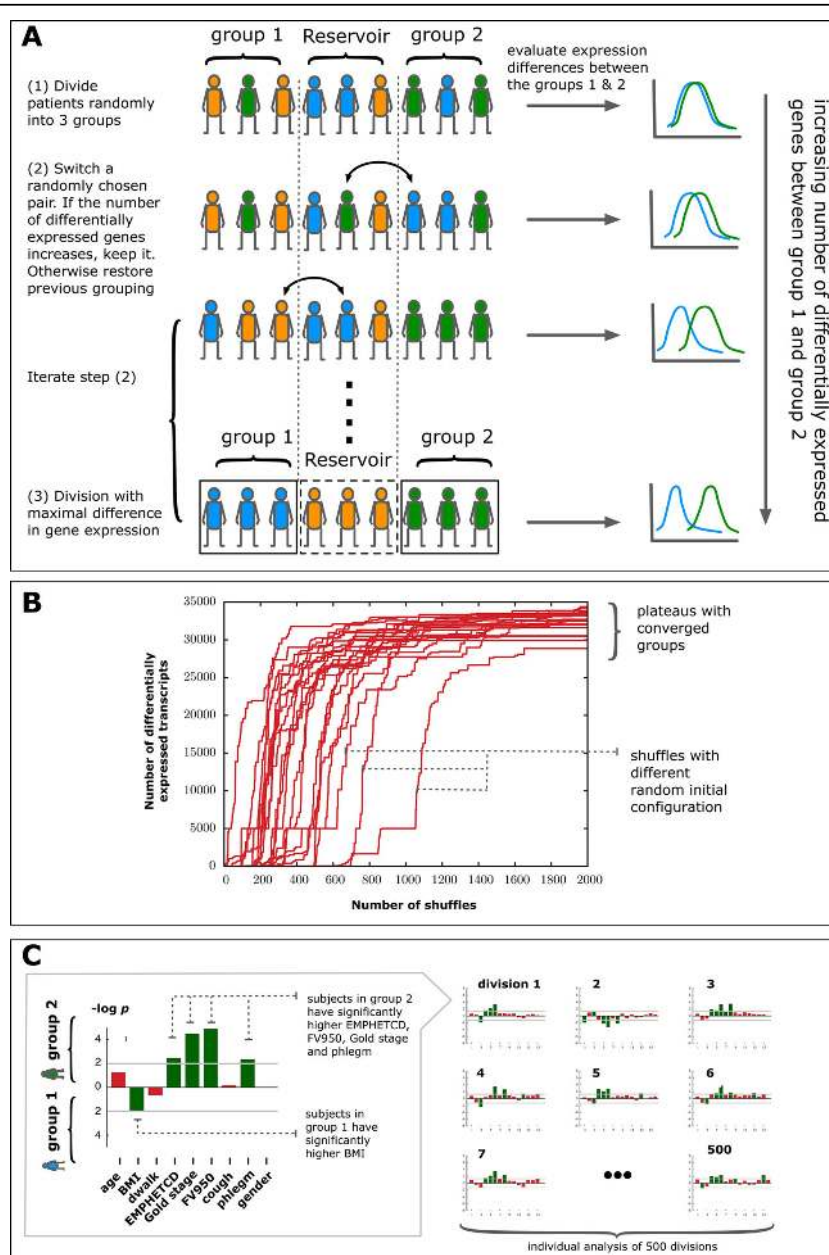 A
group 1
Reservoir
group 2
(1) Divide
patients randomly
into 3 groups
evaluate expression
differences between
the groups 1 & 2
(2) Switch a
randomly chosen
pair. If the number
of differentially
expressed genes
increases, keep it.
Otherwise restore
previous grouping
Iterate step (2)
group 1
Reservoir
group 2
(3) Division with
maximal difference
in gene expression
increasing number of differentially expressed
genes between group 1 and group 2
B
Number of differentially
expressed transcripts
35000
30000
25000
20000
15000
10000
5000
0
0 200 400 600 800 1000 1200 1400 1600 1800 2000
Number of shuffles
plateaus with
converged
groups
shuffles with
different
random initial
configuration
C
group 2
group 1
-log p
4
2
0
2
4
age
BMI
dwalk
EMPHETCD
Gold stage
FV950
cough
phlegm
gender
subjects in group 2
have significantly
higher EMPHETCD,
FV950, Gold stage
and phlegm
subjects in
group 1 have
significantly
higher BMI
division 1
2
3
4
5
6
7
500
individual analysis of 500 divisions